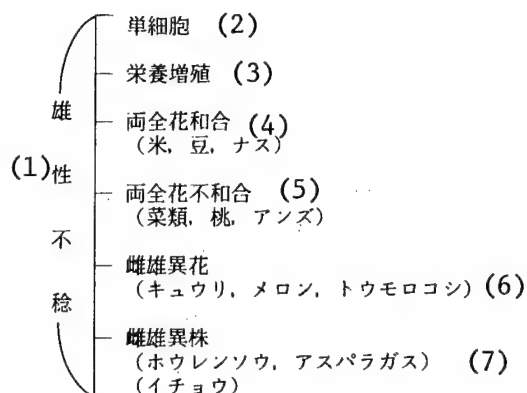 単細胞 (2)
栄養増殖 (3)
両全花和合 (4)
(米, 豆, ナス)
両全花不和合 (5)
(菜類, 桃, アンズ)
雌雄異花
(キュウリ, メロン, トウモロコシ) (6)
雌雄異株
(ホウレンソウ, アスパラガス) (7)
(イチョウ)
(1) 雄性不稔